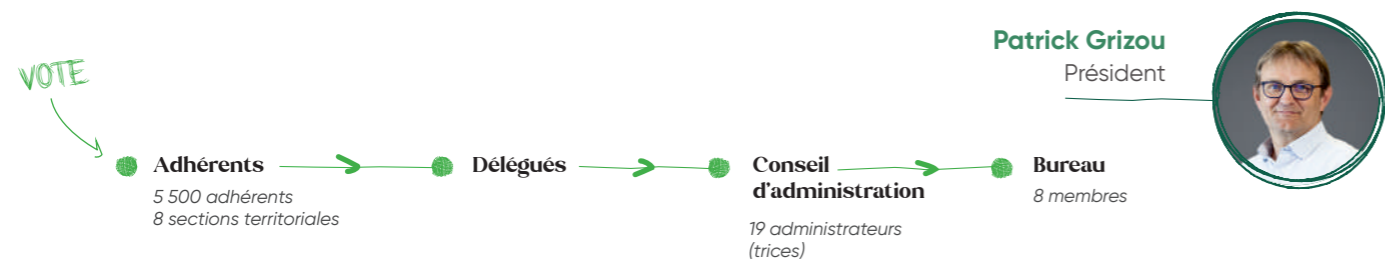 Patrick Grizou
Président
VOTE
Adhérents
5 500 adhérents
8 sections territoriales
Délégués
Conseil
d’administration
19 administrateurs
(trices)
Bureau
8 membres